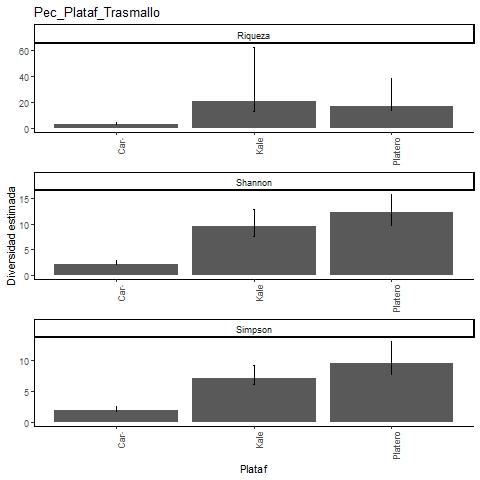 Pec_Plataf_Trasmallo
Riqueza
60
40
20
0
Car-
Kale
Platero
Shannon
15
10
5
0
Car-
Kale
Platero
Simpson
10
5
0
Car-
Kale
Platero
Diversidad estimada
Plataf